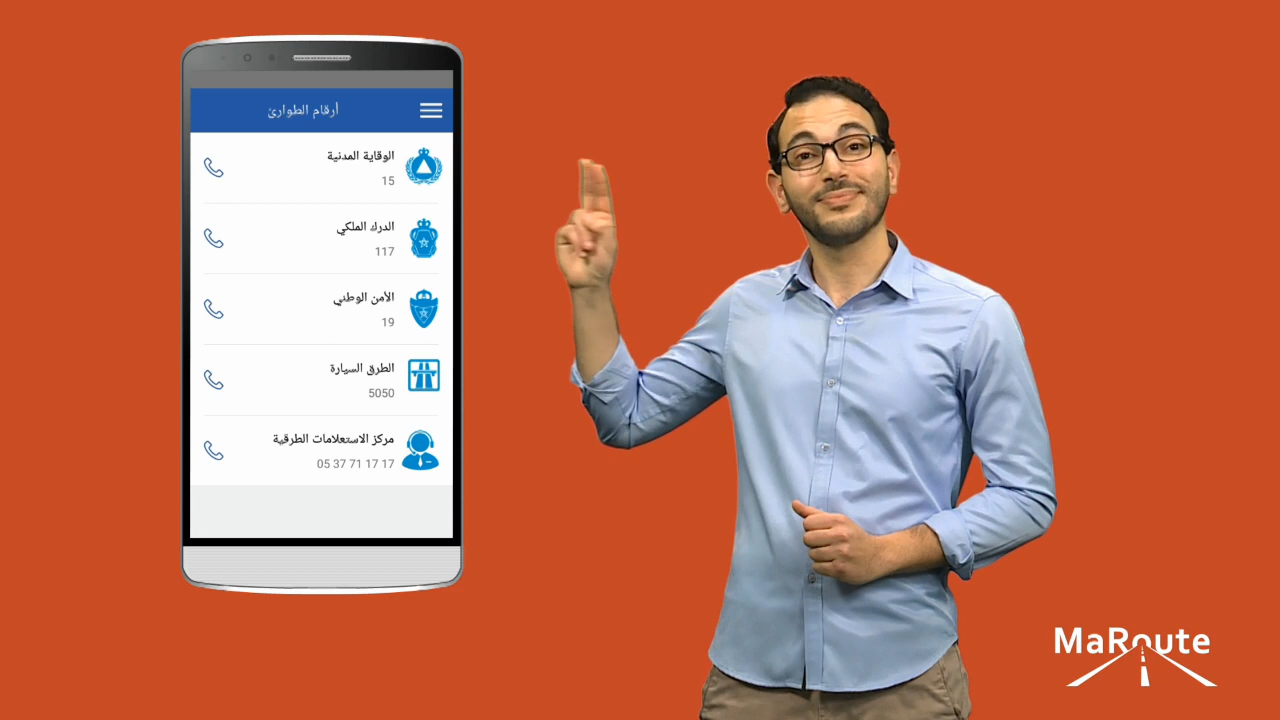 أرقام الطوارئ
الوقاية المدنية
15
الدرك الملكي
117
الأمن الوطني
19
الطرق السيارة
5050
مركز الاستعلامات الطرقية
05 37 71 17 17
MaRoute